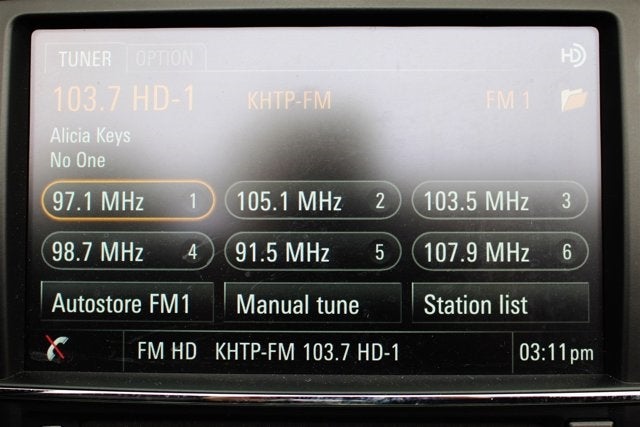 TUNER OPTION HD
103.7 HD-1 KHTP-FM FM 1
Alicia Keys
No One
97.1 MHz 1 105.1 MHz 2 103.5 MHz 3
98.7 MHz 4 91.5 MHz 5 107.9 MHz 6
Autostore FM1 Manual tune Station list
FM HD KHTP-FM 103.7 HD-1 03:11pm